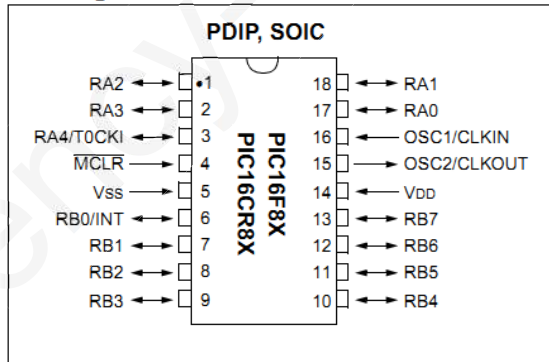 PDIP, SOIC
RA2 1 18 RA1
RA3 2 17 RA0
RA4/T0CKI 3 16 OSC1/CLKIN
MCLR 4 15 OSC2/CLKOUT
VSS 5 14 VDD
RB0/INT 6 13 RB7
RB1 7 12 RB6
RB2 8 11 RB5
RB3 9 10 RB4
PIC16F8X
PIC16CR8X